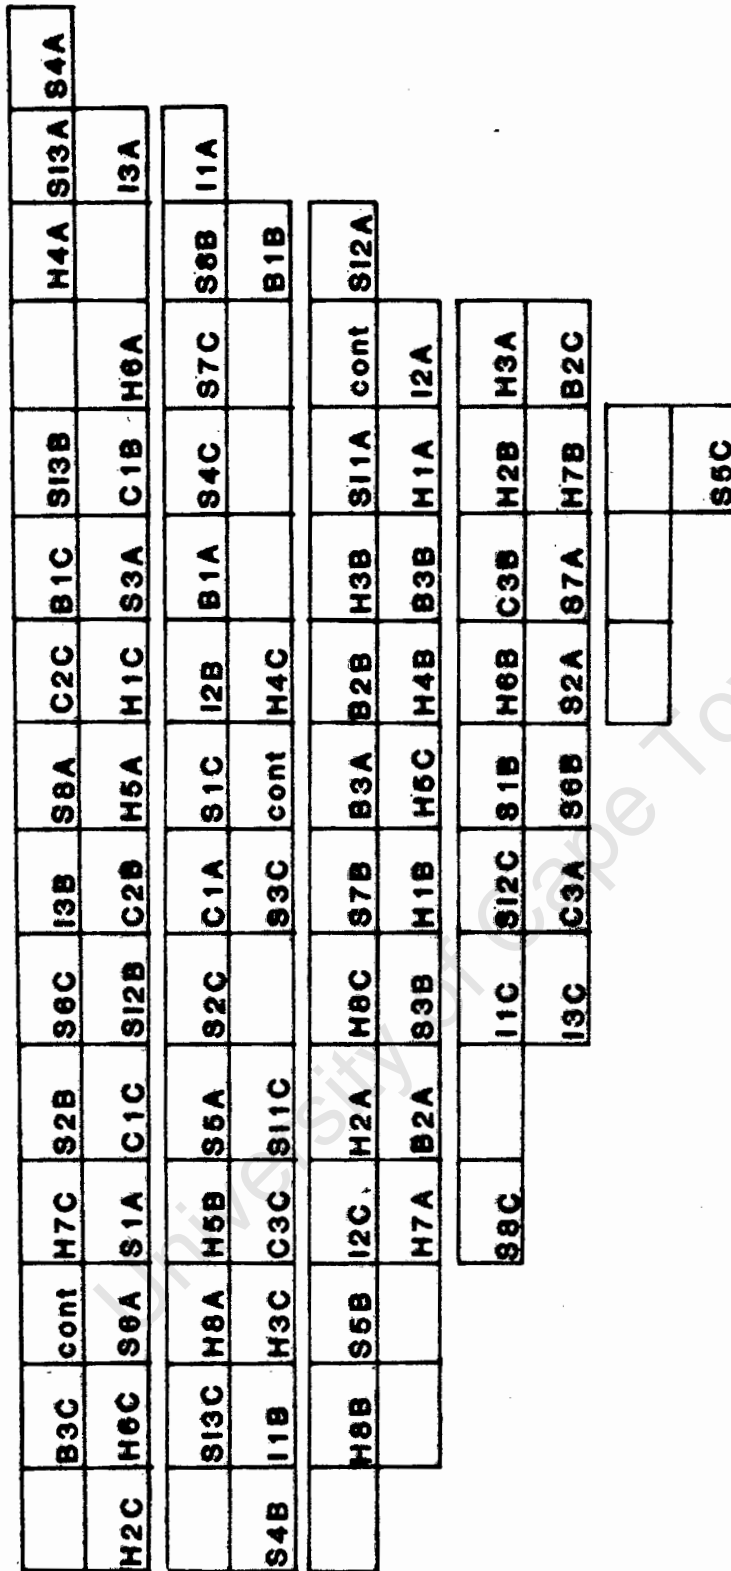 B3C cont H7C S2B S6C I3B S8A C2C B1C SI3B H4A SI3A S4A
H2C H6C S6A S1A C1C SI2B C2B H5A H1C S3A C1B H6A I3A
SI3C H8A H5B S5A S2C C1A S1C I2B B1A S4C S7C S8B I1A
S4B I1B H3C C3C SI1C S3C cont H4C B1B
H8B S5B I2C H2A H8C S7B B3A B2B H3B SI1A cont SI2A
H7A B2A S3B H1B H5C H4B B3B H1A I2A
S8C I1C SI2C S1B H6B C3B H2B H3A
I3C C3A S6B S2A S7A H7B B2C
S5C
University of Cape